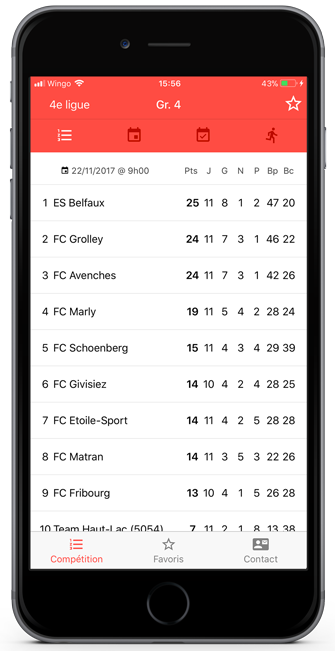 Wingo 15:56 43%
4e ligue Gr. 4
22/11/2017 @ 9h00 Pts J G N P Bp Bc
1 ES Belfaux 25 11 8 1 2 47 20
2 FC Grolley 24 11 7 3 1 46 22
3 FC Avenches 24 11 7 3 1 42 26
4 FC Marly 19 11 5 4 2 28 24
5 FC Schoenberg 15 11 4 3 4 29 39
6 FC Givisiez 14 10 4 2 4 28 25
7 FC Etoile-Sport 14 11 4 2 5 28 28
8 FC Matran 14 11 3 5 3 22 26
9 FC Fribourg 13 10 4 1 5 26 28
10 Team Haut-Lac (5054) 7 11 2 1 8 13 38
Compétition Favoris Contact